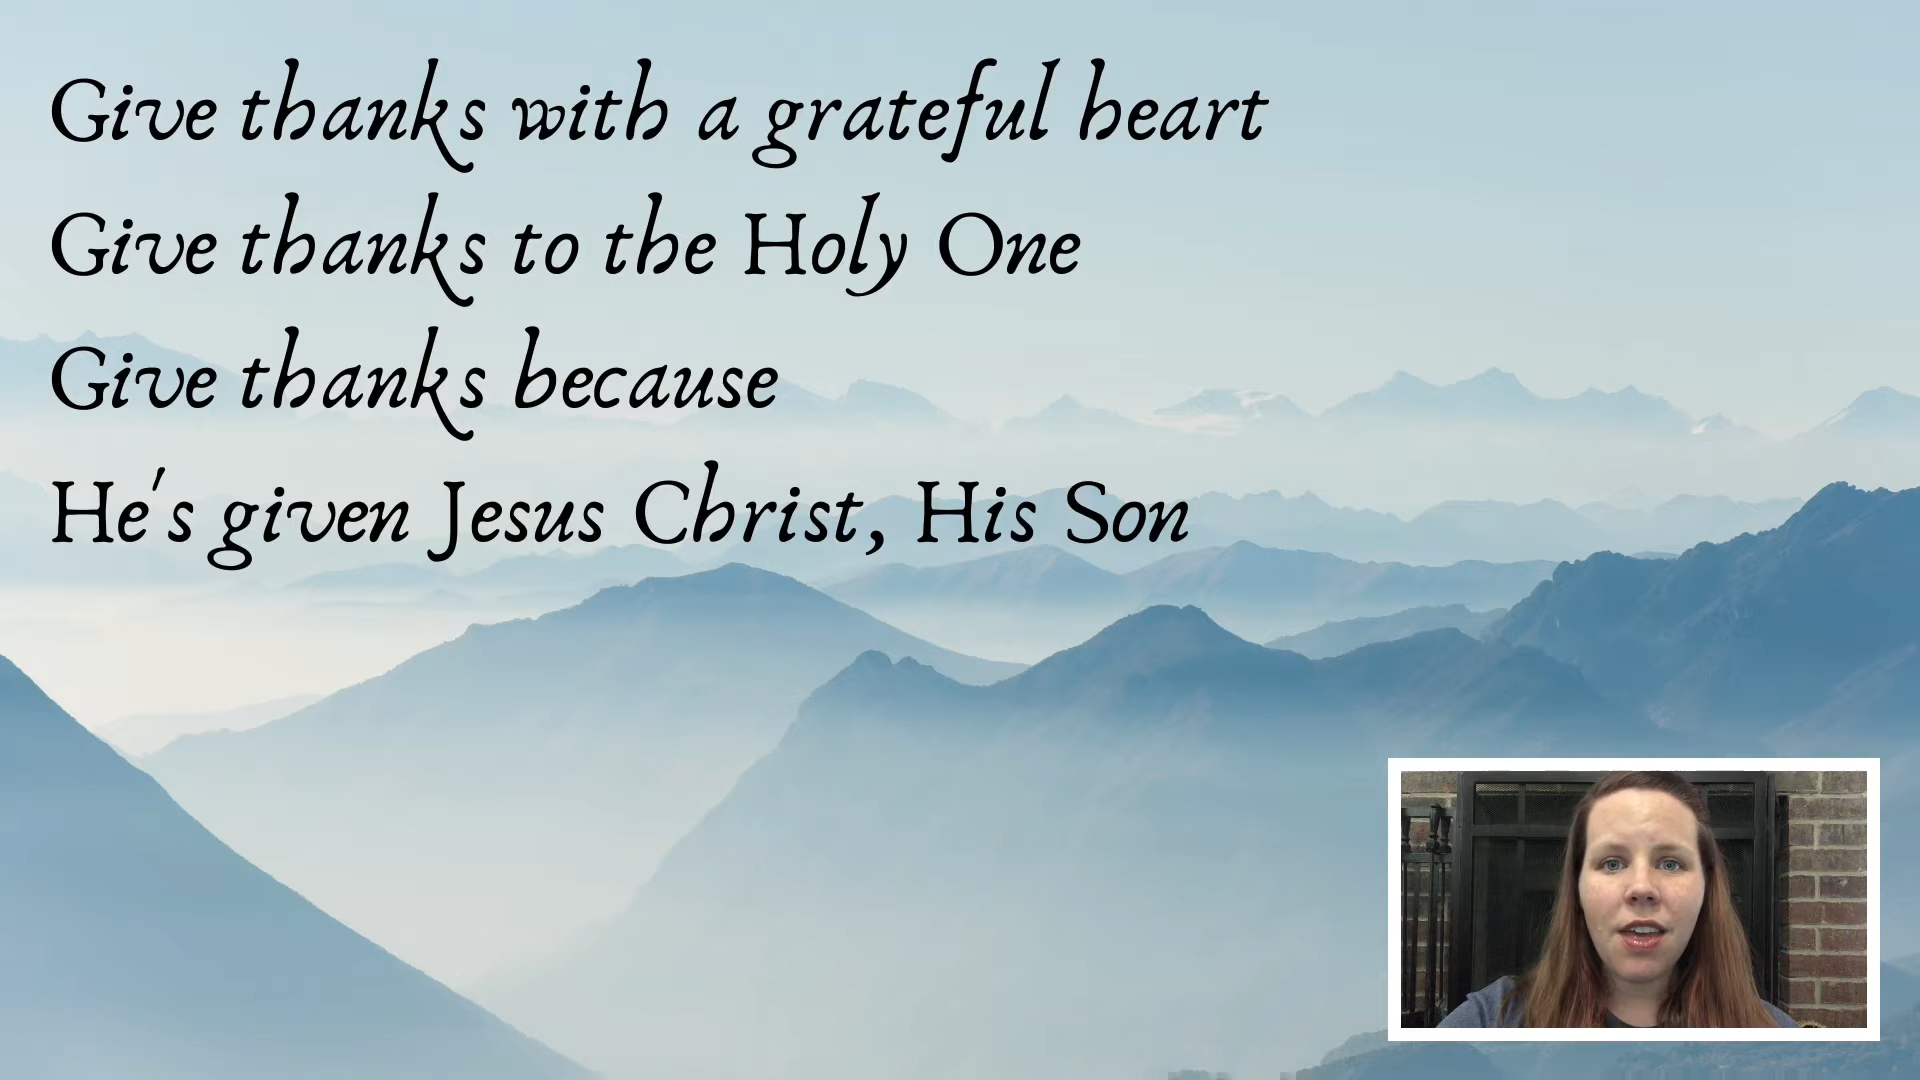 Give thanks with a grateful heart
Give thanks to the Holy One
Give thanks because
He's given Jesus Christ, His Son